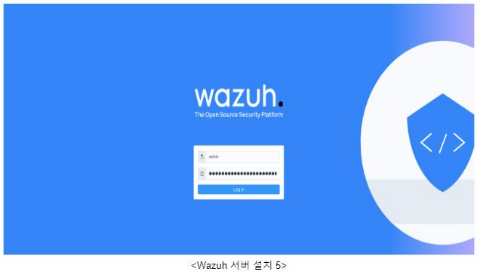 wazuh.
The Open Source Security Platform
</>
admin
Log in
<Wazuh 서버 설치 5>